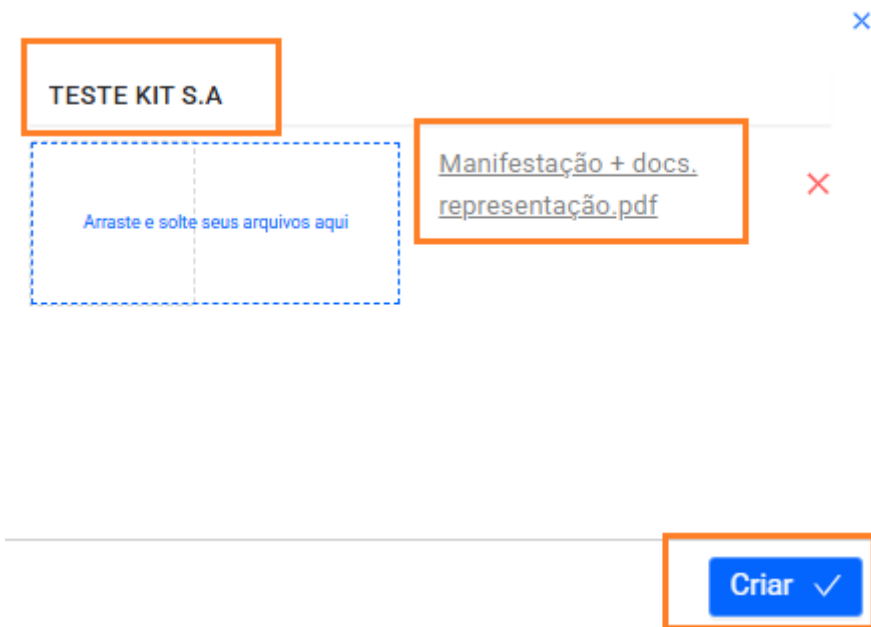 TESTE KIT S.A
Arraste e solte seus arquivos aqui
Manifestação + docs.
representação.pdf
Criar